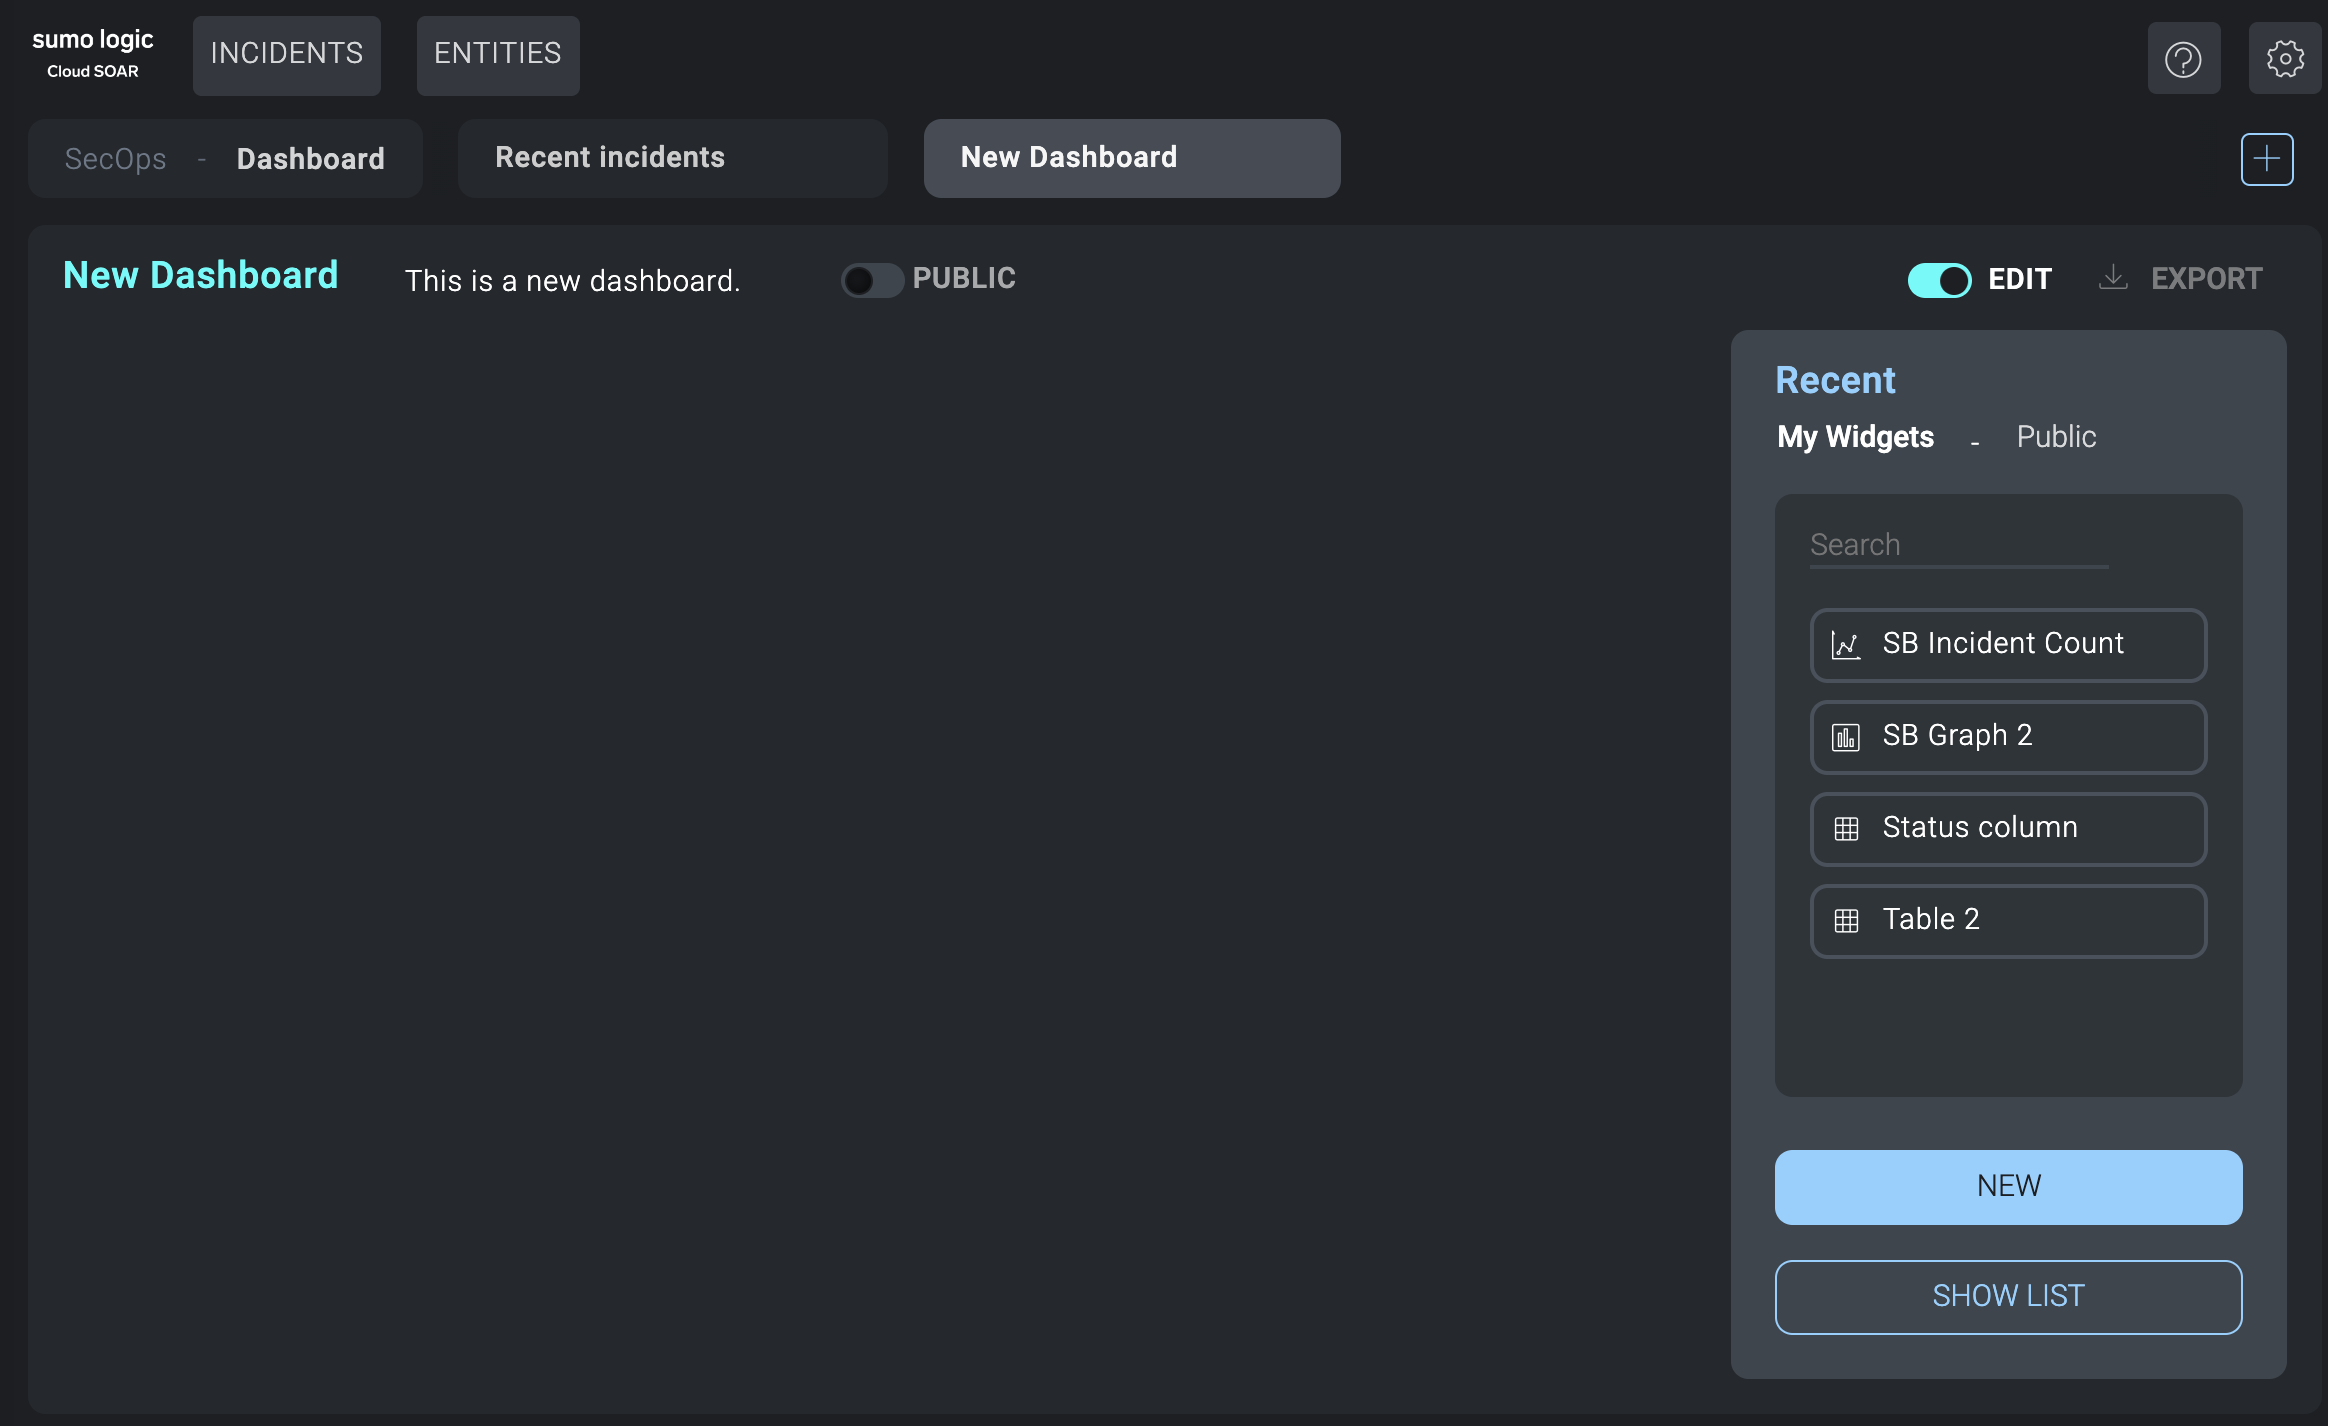 sumo logic
Cloud SOAR
INCIDENTS
ENTITIES
SecOps - Dashboard
Recent incidents
New Dashboard
New Dashboard
This is a new dashboard.
PUBLIC
EDIT
EXPORT
Recent
My Widgets - Public
Search
SB Incident Count
SB Graph 2
Status column
Table 2
NEW
SHOW LIST